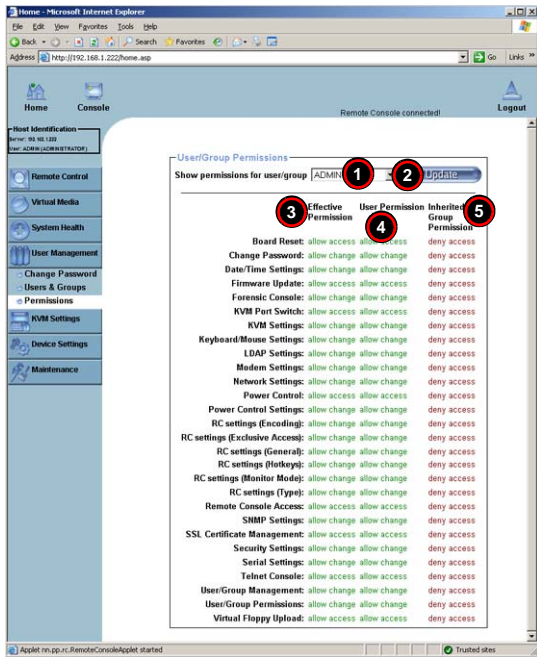 Home - Microsoft Internet Explorer
File Edit View Favorites Tools Help
Back Search Favorites
Address http://192.168.1.222/home.asp Go Links »
Home Console Logout
Remote Console connected!
Host Identification
Server: 192.168.1.222
User: ADMIN (ADMINISTRATOR)
Remote Control
Virtual Media
System Health
User Management
Change Password
Users & Groups
Permissions
KVM Settings
Device Settings
Maintenance
User/Group Permissions
Show permissions for user/group ADMIN 1 2 Update
3 Effective Permission User Permission 4 Inherited Group Permission 5
Board Reset: allow access allow access deny access
Change Password: allow change allow change deny access
Date/Time Settings: allow change allow change deny access
Firmware Update: allow access allow access deny access
Forensic Console: allow change allow change deny access
KVM Port Switch: allow access allow access deny access
KVM Settings: allow change allow change deny access
Keyboard/Mouse Settings: allow change allow change deny access
LDAP Settings: allow change allow change deny access
Modem Settings: allow change allow change deny access
Network Settings: allow change allow change deny access
Power Control: allow access allow access deny access
Power Control Settings: allow change allow change deny access
RC settings (Encoding): allow change allow change deny access
RC settings (Exclusive Access): allow change allow change deny access
RC settings (General): allow change allow change deny access
RC settings (Hotkeys): allow change allow change deny access
RC settings (Monitor Mode): allow change allow change deny access
RC settings (Type): allow change allow change deny access
Remote Console Access: allow access allow access deny access
SNMP Settings: allow change allow change deny access
SSL Certificate Management: allow access allow access deny access
Security Settings: allow change allow change deny access
Serial Settings: allow change allow change deny access
Telnet Console: allow access allow access deny access
User/Group Management: allow change allow change deny access
User/Group Permissions: allow change allow change deny access
Virtual Floppy Upload: allow access allow access deny access
Applet nn.pp.rc.RemoteConsoleApplet started Trusted sites